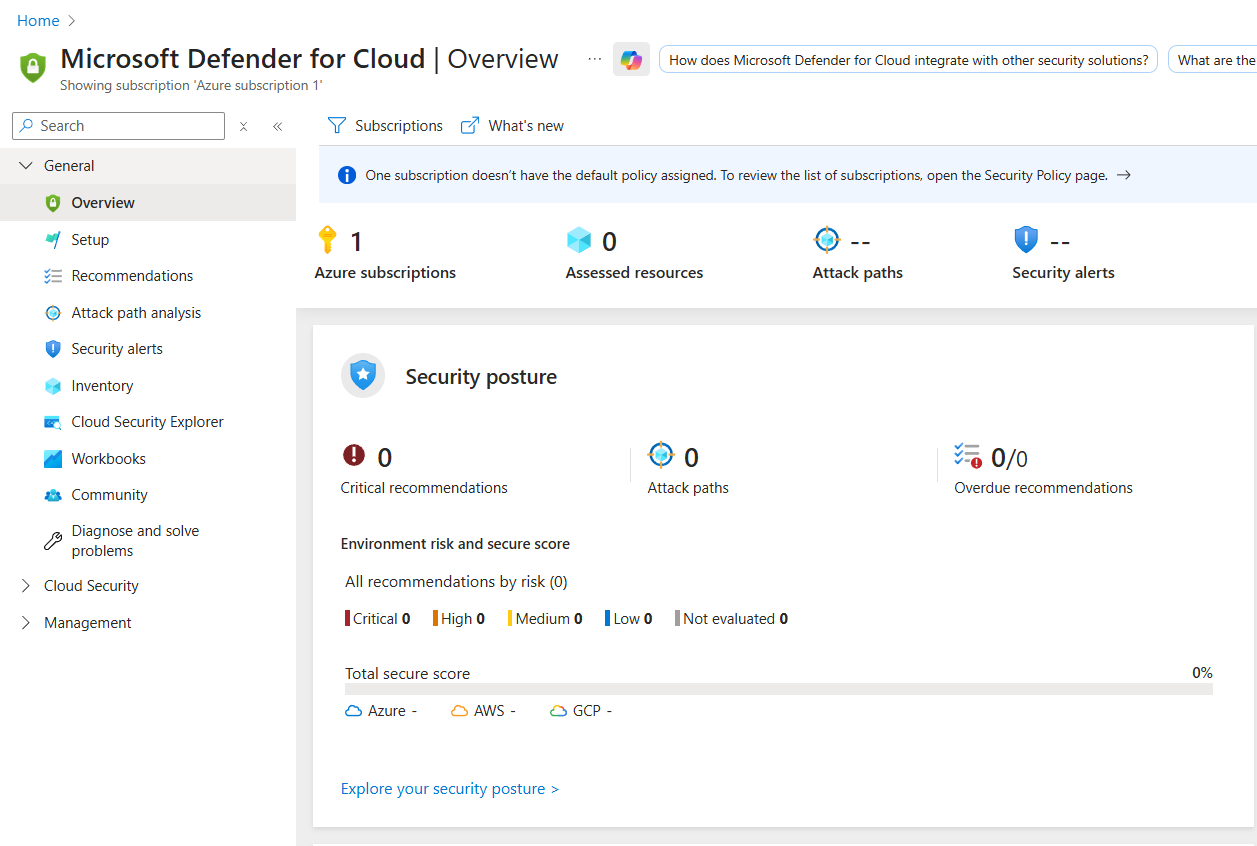 Home
Microsoft Defender for Cloud | Overview
Showing subscription 'Azure subscription 1'
How does Microsoft Defender for Cloud integrate with other security solutions?
What are the
Search
Subscriptions
What's new
One subscription doesn't have the default policy assigned. To review the list of subscriptions, open the Security Policy page. →
General
Overview
Setup
Recommendations
Attack path analysis
Security alerts
Inventory
Cloud Security Explorer
Workbooks
Community
Diagnose and solve
problems
Cloud Security
Management
1
Azure subscriptions
0
Assessed resources
--
Attack paths
--
Security alerts
Security posture
0
Critical recommendations
0
Attack paths
0/0
Overdue recommendations
Environment risk and secure score
All recommendations by risk (0)
Critical 0 High 0 Medium 0 Low 0 Not evaluated 0
Total secure score 0%
Azure - AWS - GCP -
Explore your security posture >